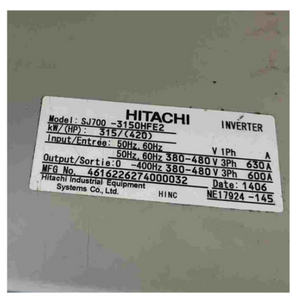 HITACHI INVERTER
Model: SJ700 -3150HFE2
kW/(HP): 315/(420)
Input/Entrée: 50Hz,60Hz V 1Ph A
50Hz,60Hz 380-480V 3Ph 630A
Output/Sortie: 0 -400Hz 380-480V 3Ph 600A
MFG No. 4616226274000032 Date: 1406
Hitachi Industrial Equipment
Systems Co., Ltd. HINC NE17924 -145